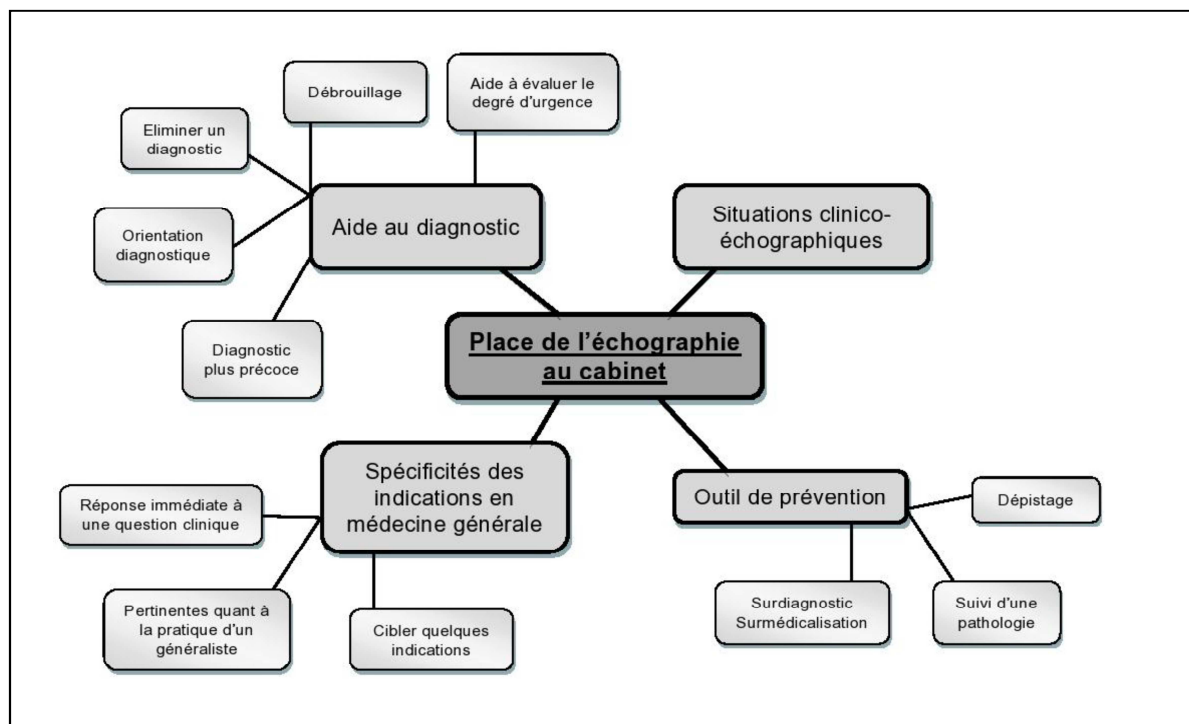 Débrouillage
Aide à évaluer le
degré d'urgence
Eliminer un
diagnostic
Orientation
diagnostique
Aide au diagnostic
Situations clinico-
échographiques
Diagnostic
plus précoce
Place de l'échographie
au cabinet
Spécificités des
indications en
médecine générale
Réponse immédiate à
une question clinique
Pertinentes quant à
la pratique d'un
généraliste
Cibler quelques
indications
Outil de prévention
Dépistage
Surdiagnostic
Surmédicalisation
Suivi d'une
pathologie